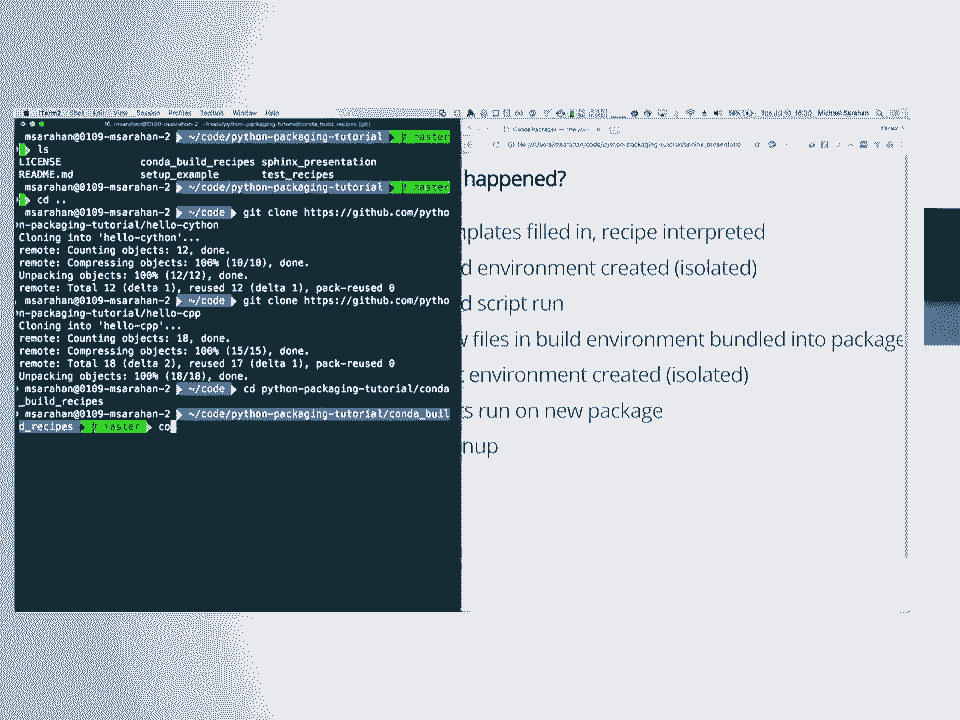 Session Profiles Toolbelt Window Help
Michael Sarahan
msarahan@0109-msarahan-2 ~/code/python-packaging-tutorial master
ls
LICENSE conda_build_recipes sphinx_presentation
README.md setup_example test_recipes
msarahan@0109-msarahan-2 ~/code/python-packaging-tutorial master
cd ..
msarahan@0109-msarahan-2 ~/code git clone https://github.com/pytho
n-packaging-tutorial/hello-cython
Cloning into 'hello-cython'...
remote: Counting objects: 12, done.
remote: Compressing objects: 100% (10/10), done.
Unpacking objects: 100% (12/12), done.
remote: Total 12 (delta 1), reused 12 (delta 1), pack-reused 0
msarahan@0109-msarahan-2 ~/code git clone https://github.com/pytho
n-packaging-tutorial/hello-cpp
Cloning into 'hello-cpp'...
remote: Counting objects: 18, done.
remote: Compressing objects: 100% (15/15), done.
remote: Total 18 (delta 2), reused 17 (delta 1), pack-reused 0
Unpacking objects: 100% (18/18), done.
msarahan@0109-msarahan-2 ~/code cd python-packaging-tutorial/conda
_build_recipes
msarahan@0109-msarahan-2 ~/code/python-packaging-tutorial/conda_buil
d_recipes master co
happened?
mplates filled in, recipe interpreted
d environment created (isolated)
d script run
w files in build environment bundled into package
t environment created (isolated)
ts run on new package
nup